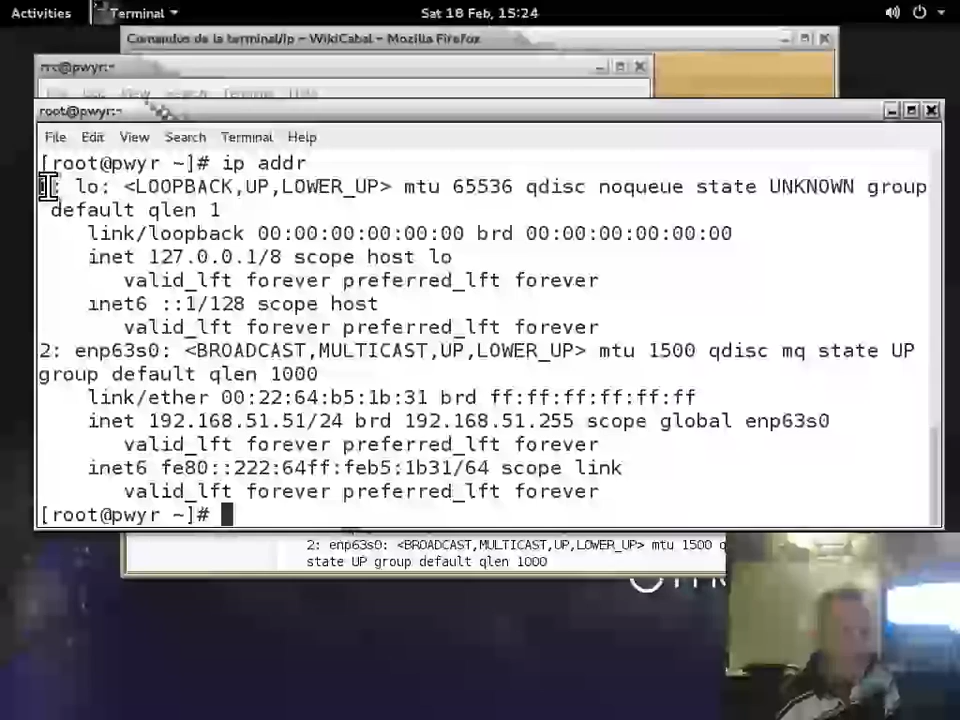 Activities Terminal Sat 18 Feb, 15:24
Comandos de la terminal/ip – WikiCabal – Mozilla Firefox
root@pwyr:~
File Edit View Search Terminal Help
[root@pwyr ~]# ip addr
: lo: <LOOPBACK,UP,LOWER_UP> mtu 65536 qdisc noqueue state UNKNOWN group
default qlen 1
link/loopback 00:00:00:00:00:00 brd 00:00:00:00:00:00
inet 127.0.0.1/8 scope host lo
valid_lft forever preferred_lft forever
inet6 ::1/128 scope host
valid_lft forever preferred_lft forever
2: enp63s0: <BROADCAST,MULTICAST,UP,LOWER_UP> mtu 1500 qdisc mq state UP
group default qlen 1000
link/ether 00:22:64:b5:1b:31 brd ff:ff:ff:ff:ff:ff
inet 192.168.51.51/24 brd 192.168.51.255 scope global enp63s0
valid_lft forever preferred_lft forever
inet6 fe80::222:64ff:feb5:1b31/64 scope link
valid_lft forever preferred_lft forever
[root@pwyr ~]#
2: enp63s0: <BROADCAST,MULTICAST,UP,LOWER_UP> mtu 1500 q
state UP group default qlen 1000